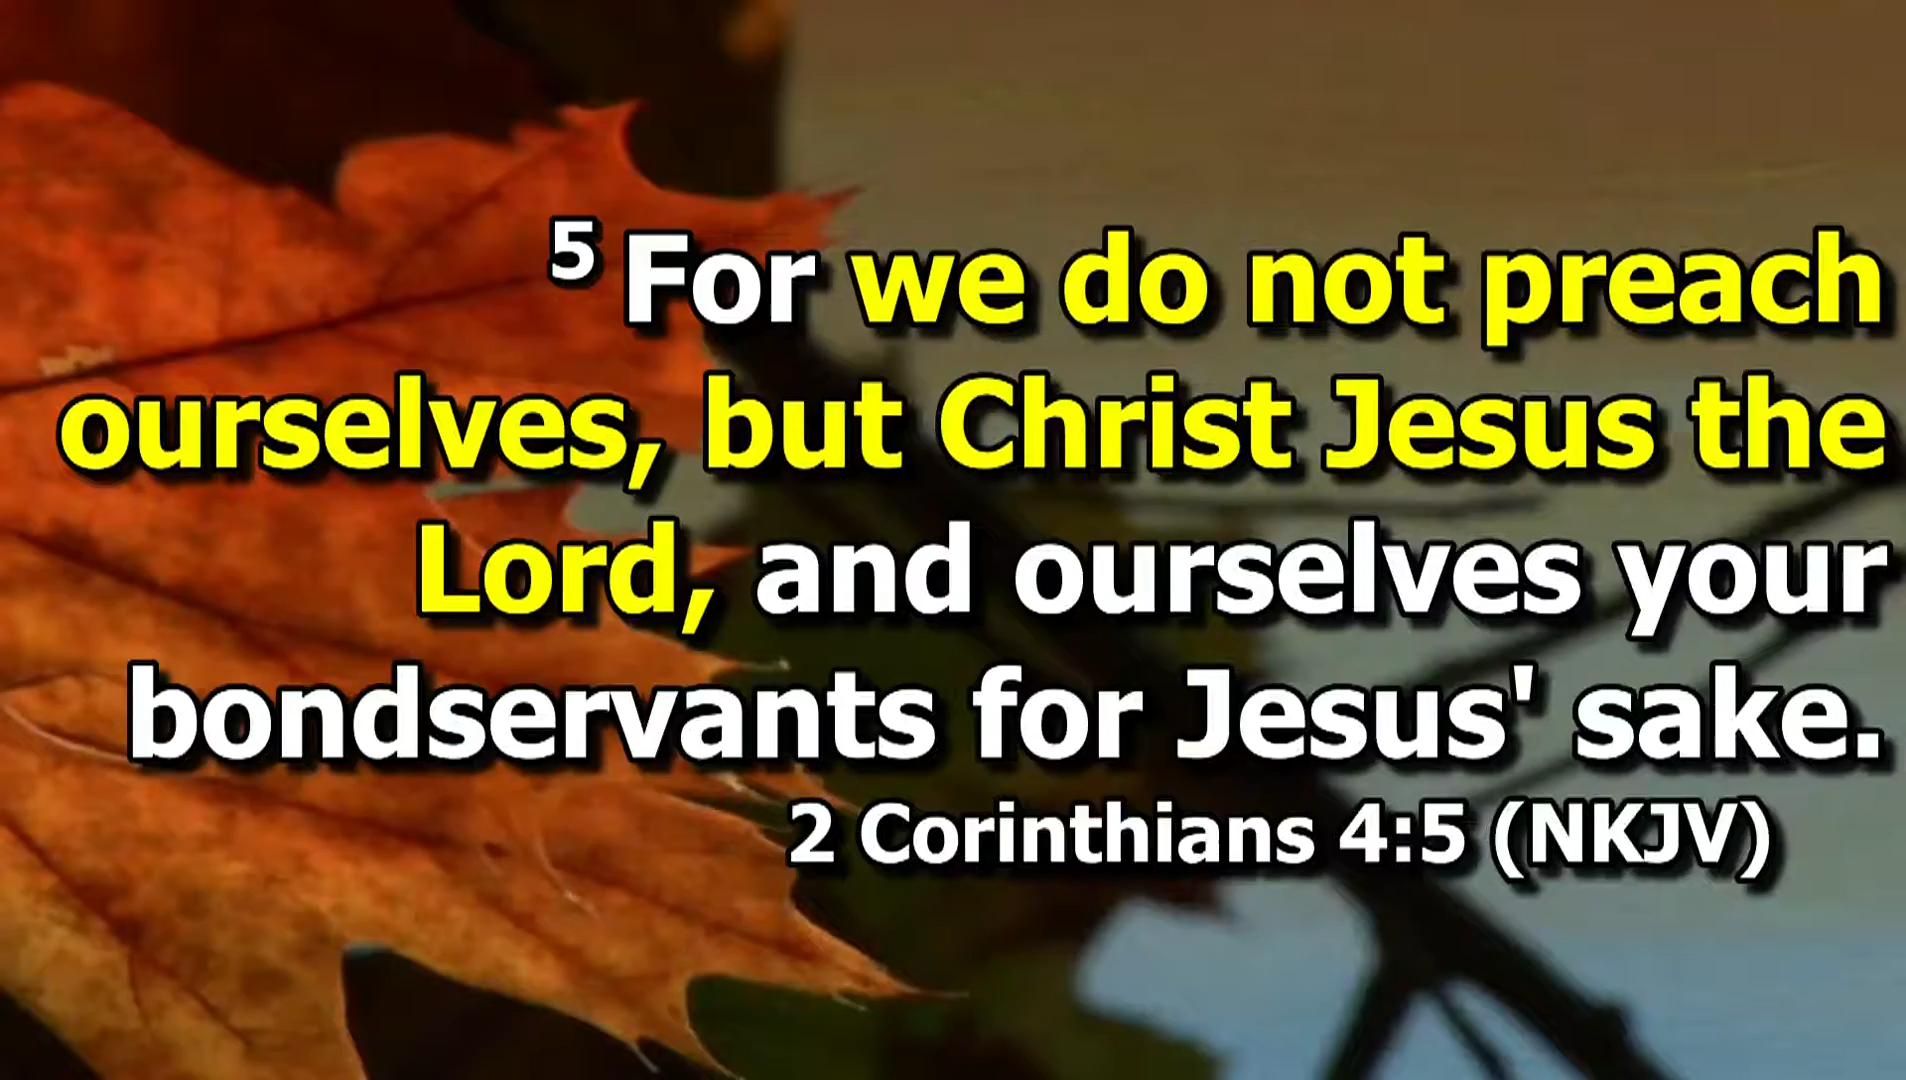 5 For we do not preach
ourselves, but Christ Jesus the
Lord, and ourselves your
bondservants for Jesus' sake.
2 Corinthians 4:5 (NKJV)